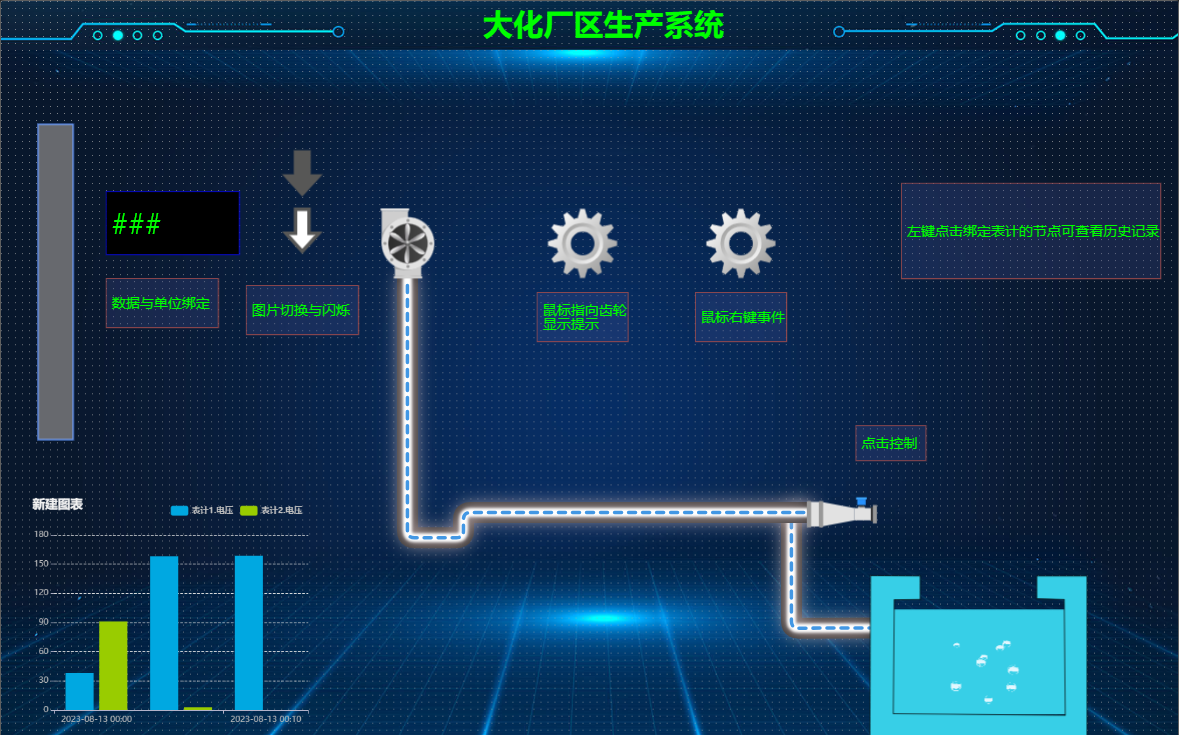 大化厂区生产系统
###
数据与单位绑定
图片切换与闪烁
鼠标指向齿轮
显示提示
鼠标右键事件
左键点击绑定表计的节点可查看历史记录
点击控制
新建图表
表计1.电压 表计2.电压
180
150
120
90
60
30
0
2023-08-13 00:00 2023-08-13 00:10